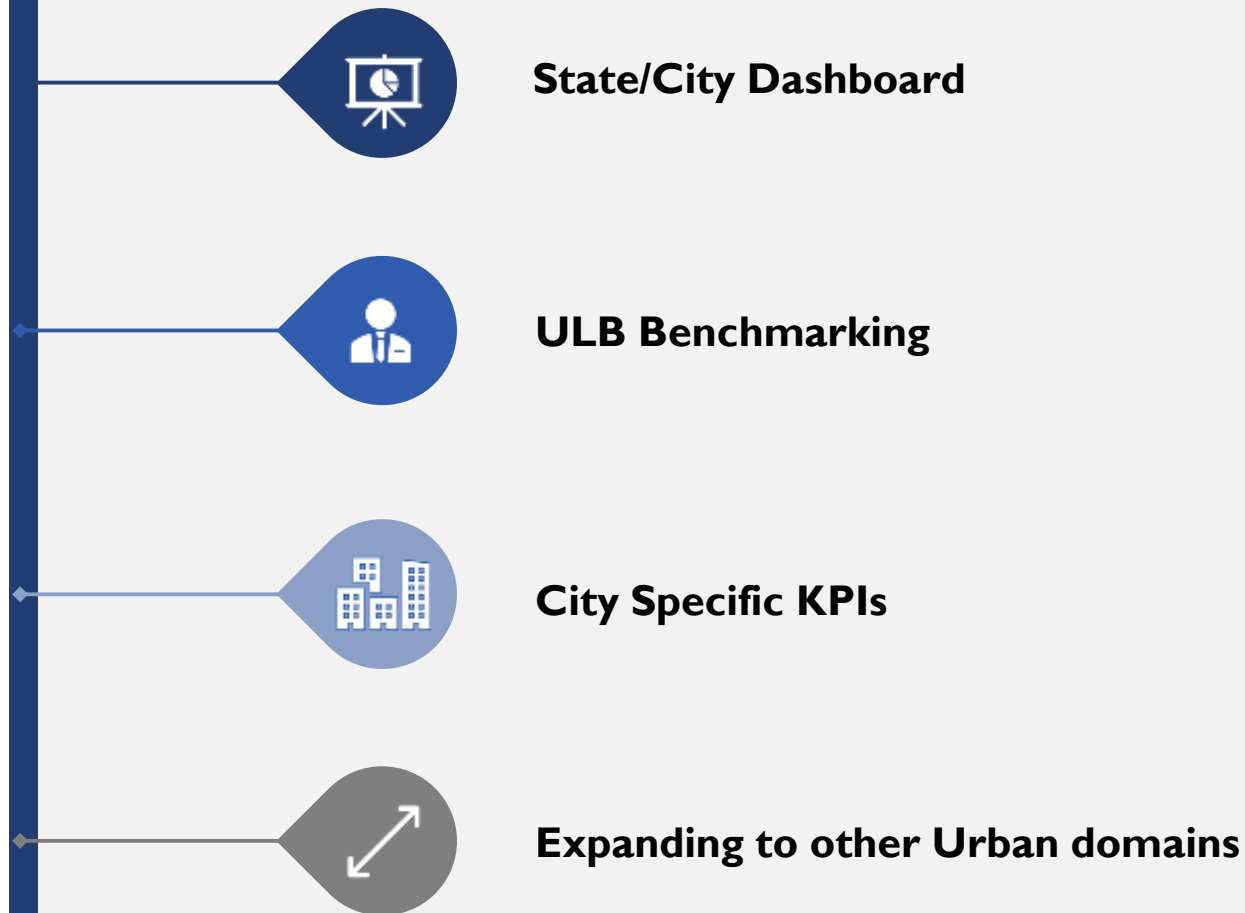 State/City Dashboard
ULB Benchmarking
City Specific KPIs
Expanding to other Urban domains